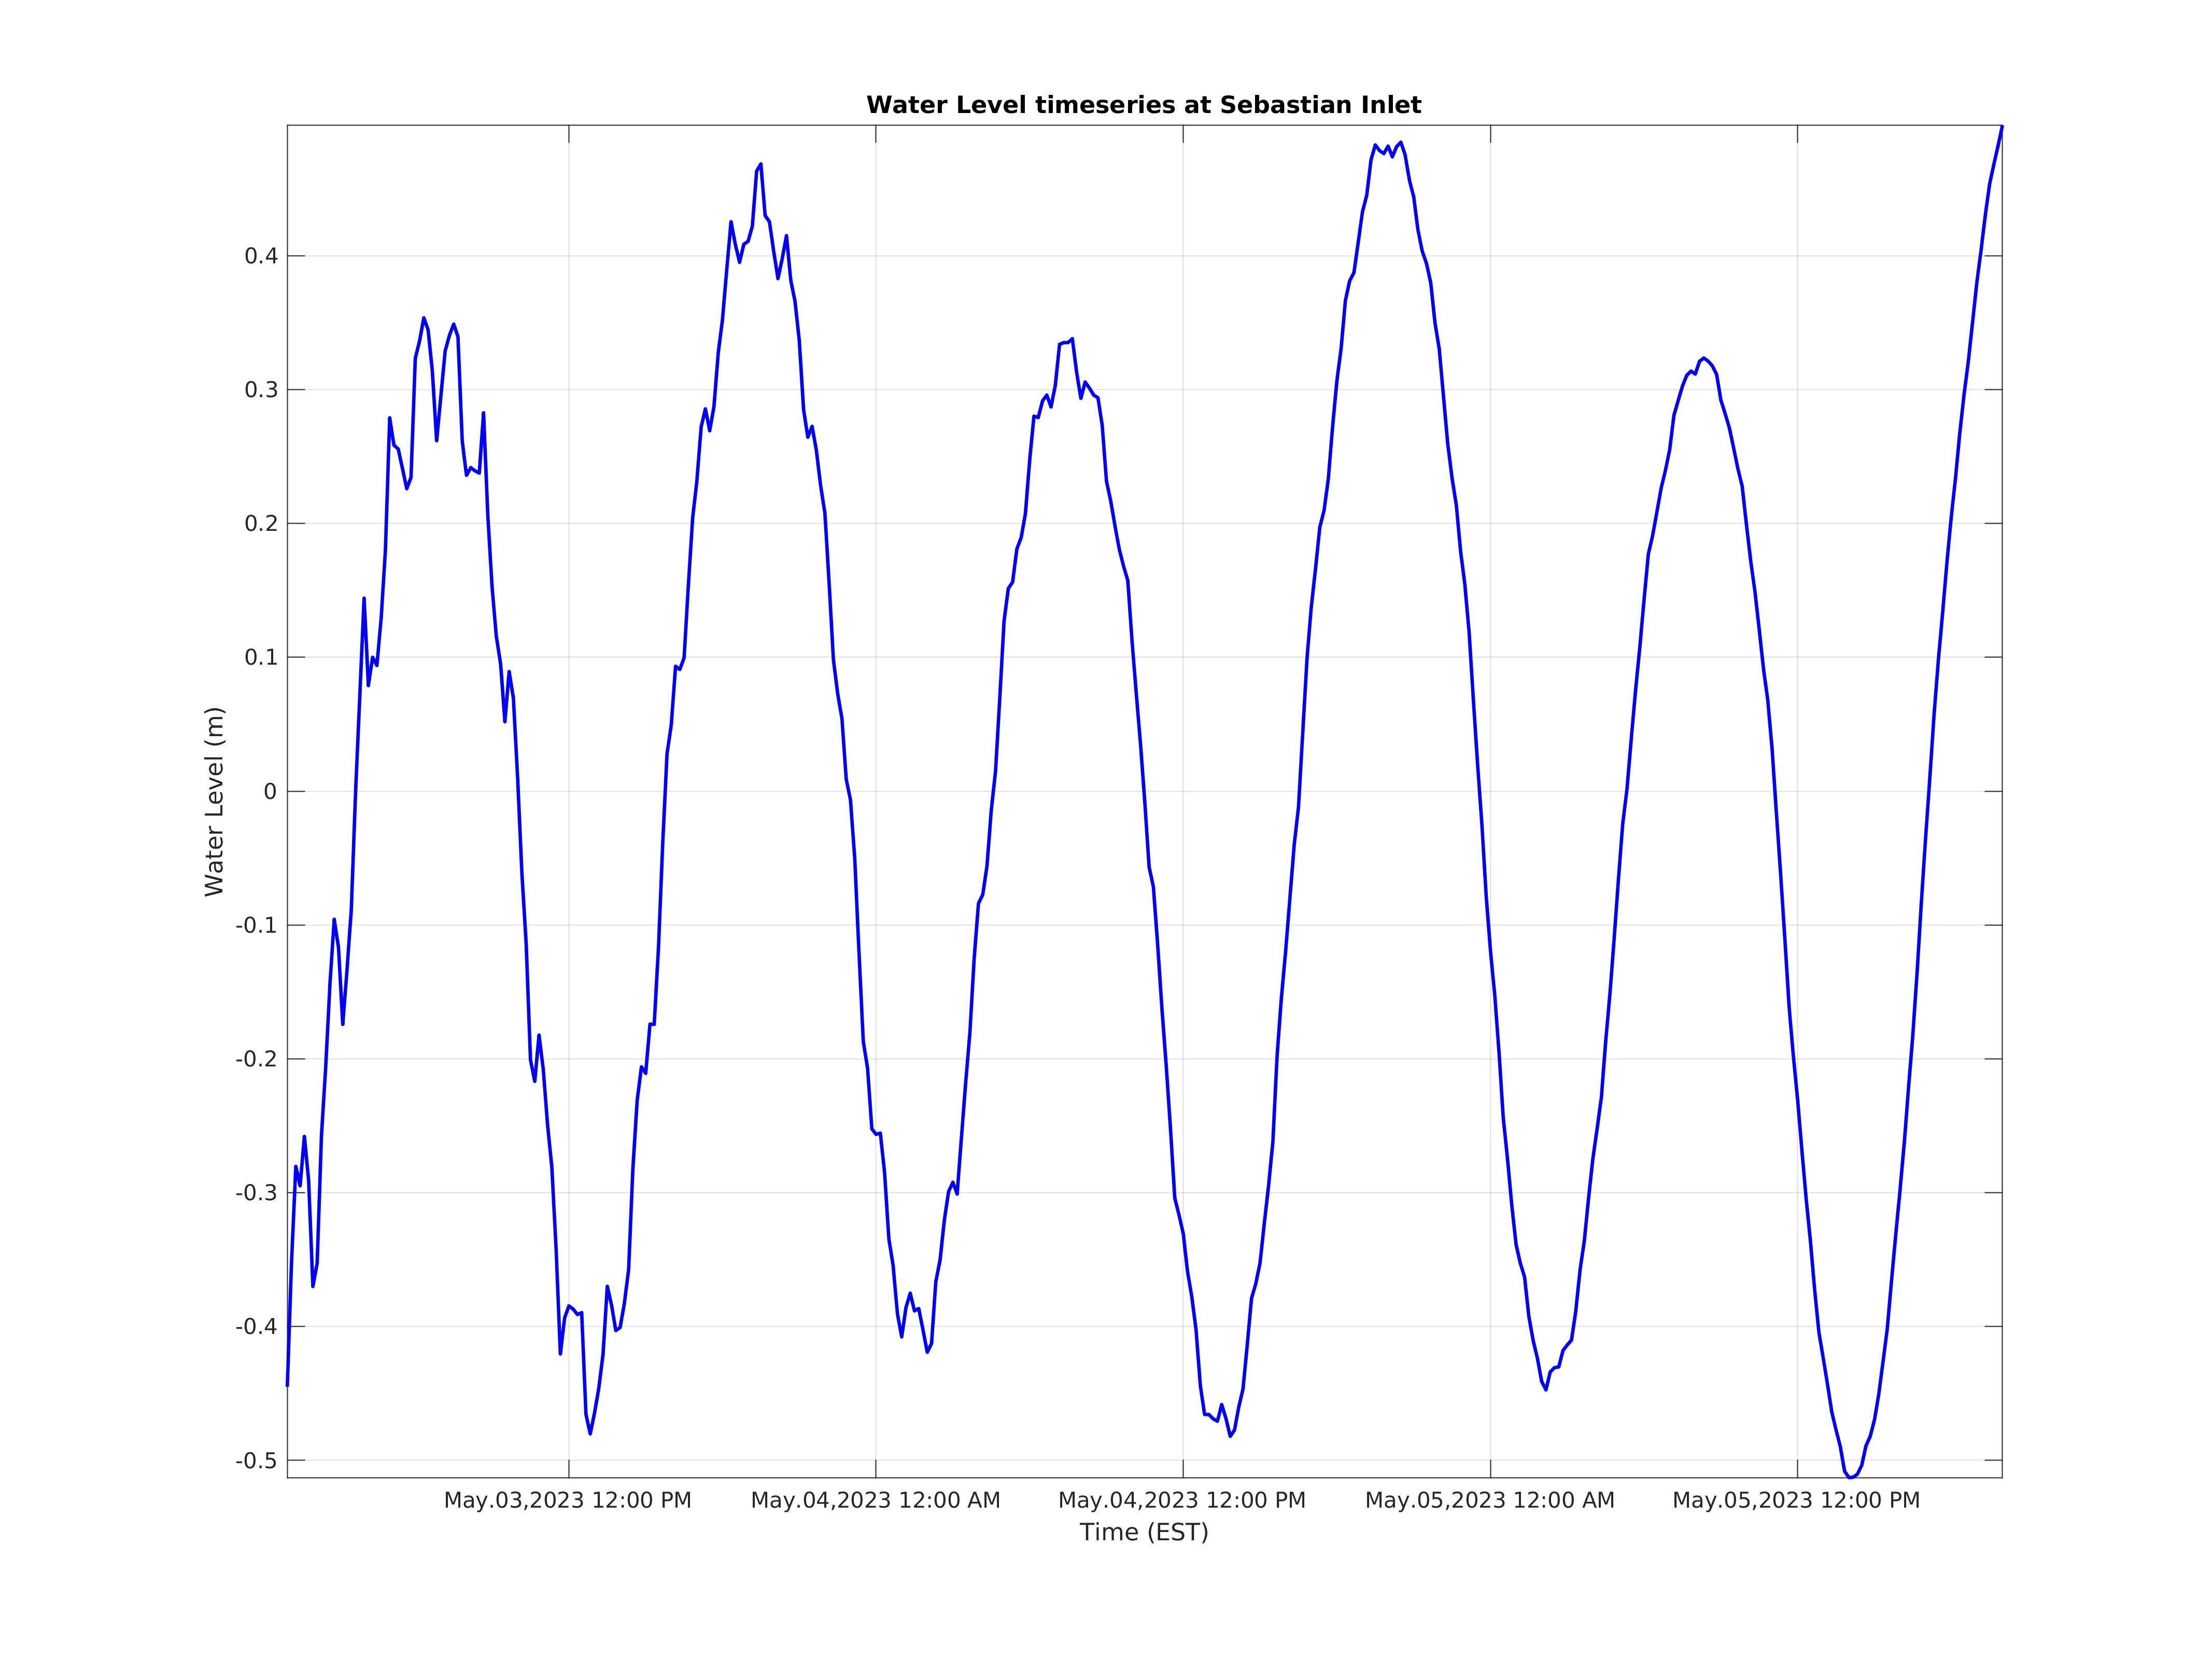 Water Level timeseries at Sebastian Inlet
0.4
0.3
0.2
0.1
0
-0.1
-0.2
-0.3
-0.4
-0.5
Water Level (m)
May.03,2023 12:00 PM
May.04,2023 12:00 AM
May.04,2023 12:00 PM
May.05,2023 12:00 AM
May.05,2023 12:00 PM
Time (EST)